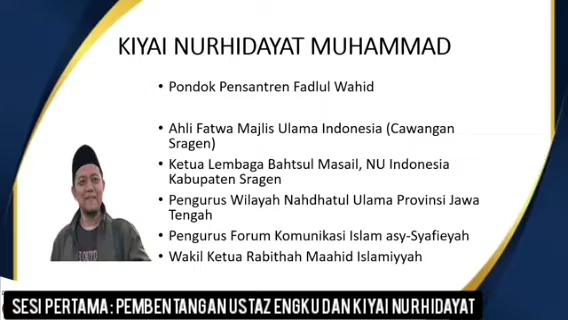 KIYAI NURHIDAYAT MUHAMMAD
• Pondok Pensantren Fadlul Wahid
• Ahli Fatwa Majlis Ulama Indonesia (Cawangan
Sragen)
• Ketua Lembaga Bahtsul Masail, NU Indonesia
Kabupaten Sragen
• Pengurus Wilayah Nahdhatul Ulama Provinsi Jawa
Tengah
• Pengurus Forum Komunikasi Islam asy-Syafieyah
• Wakil Ketua Rabithah Maahid Islamiyyah
SESI PERTAMA : PEMBENTANGAN USTAZ ENGKU DAN KIYAI NURHIDAYAT